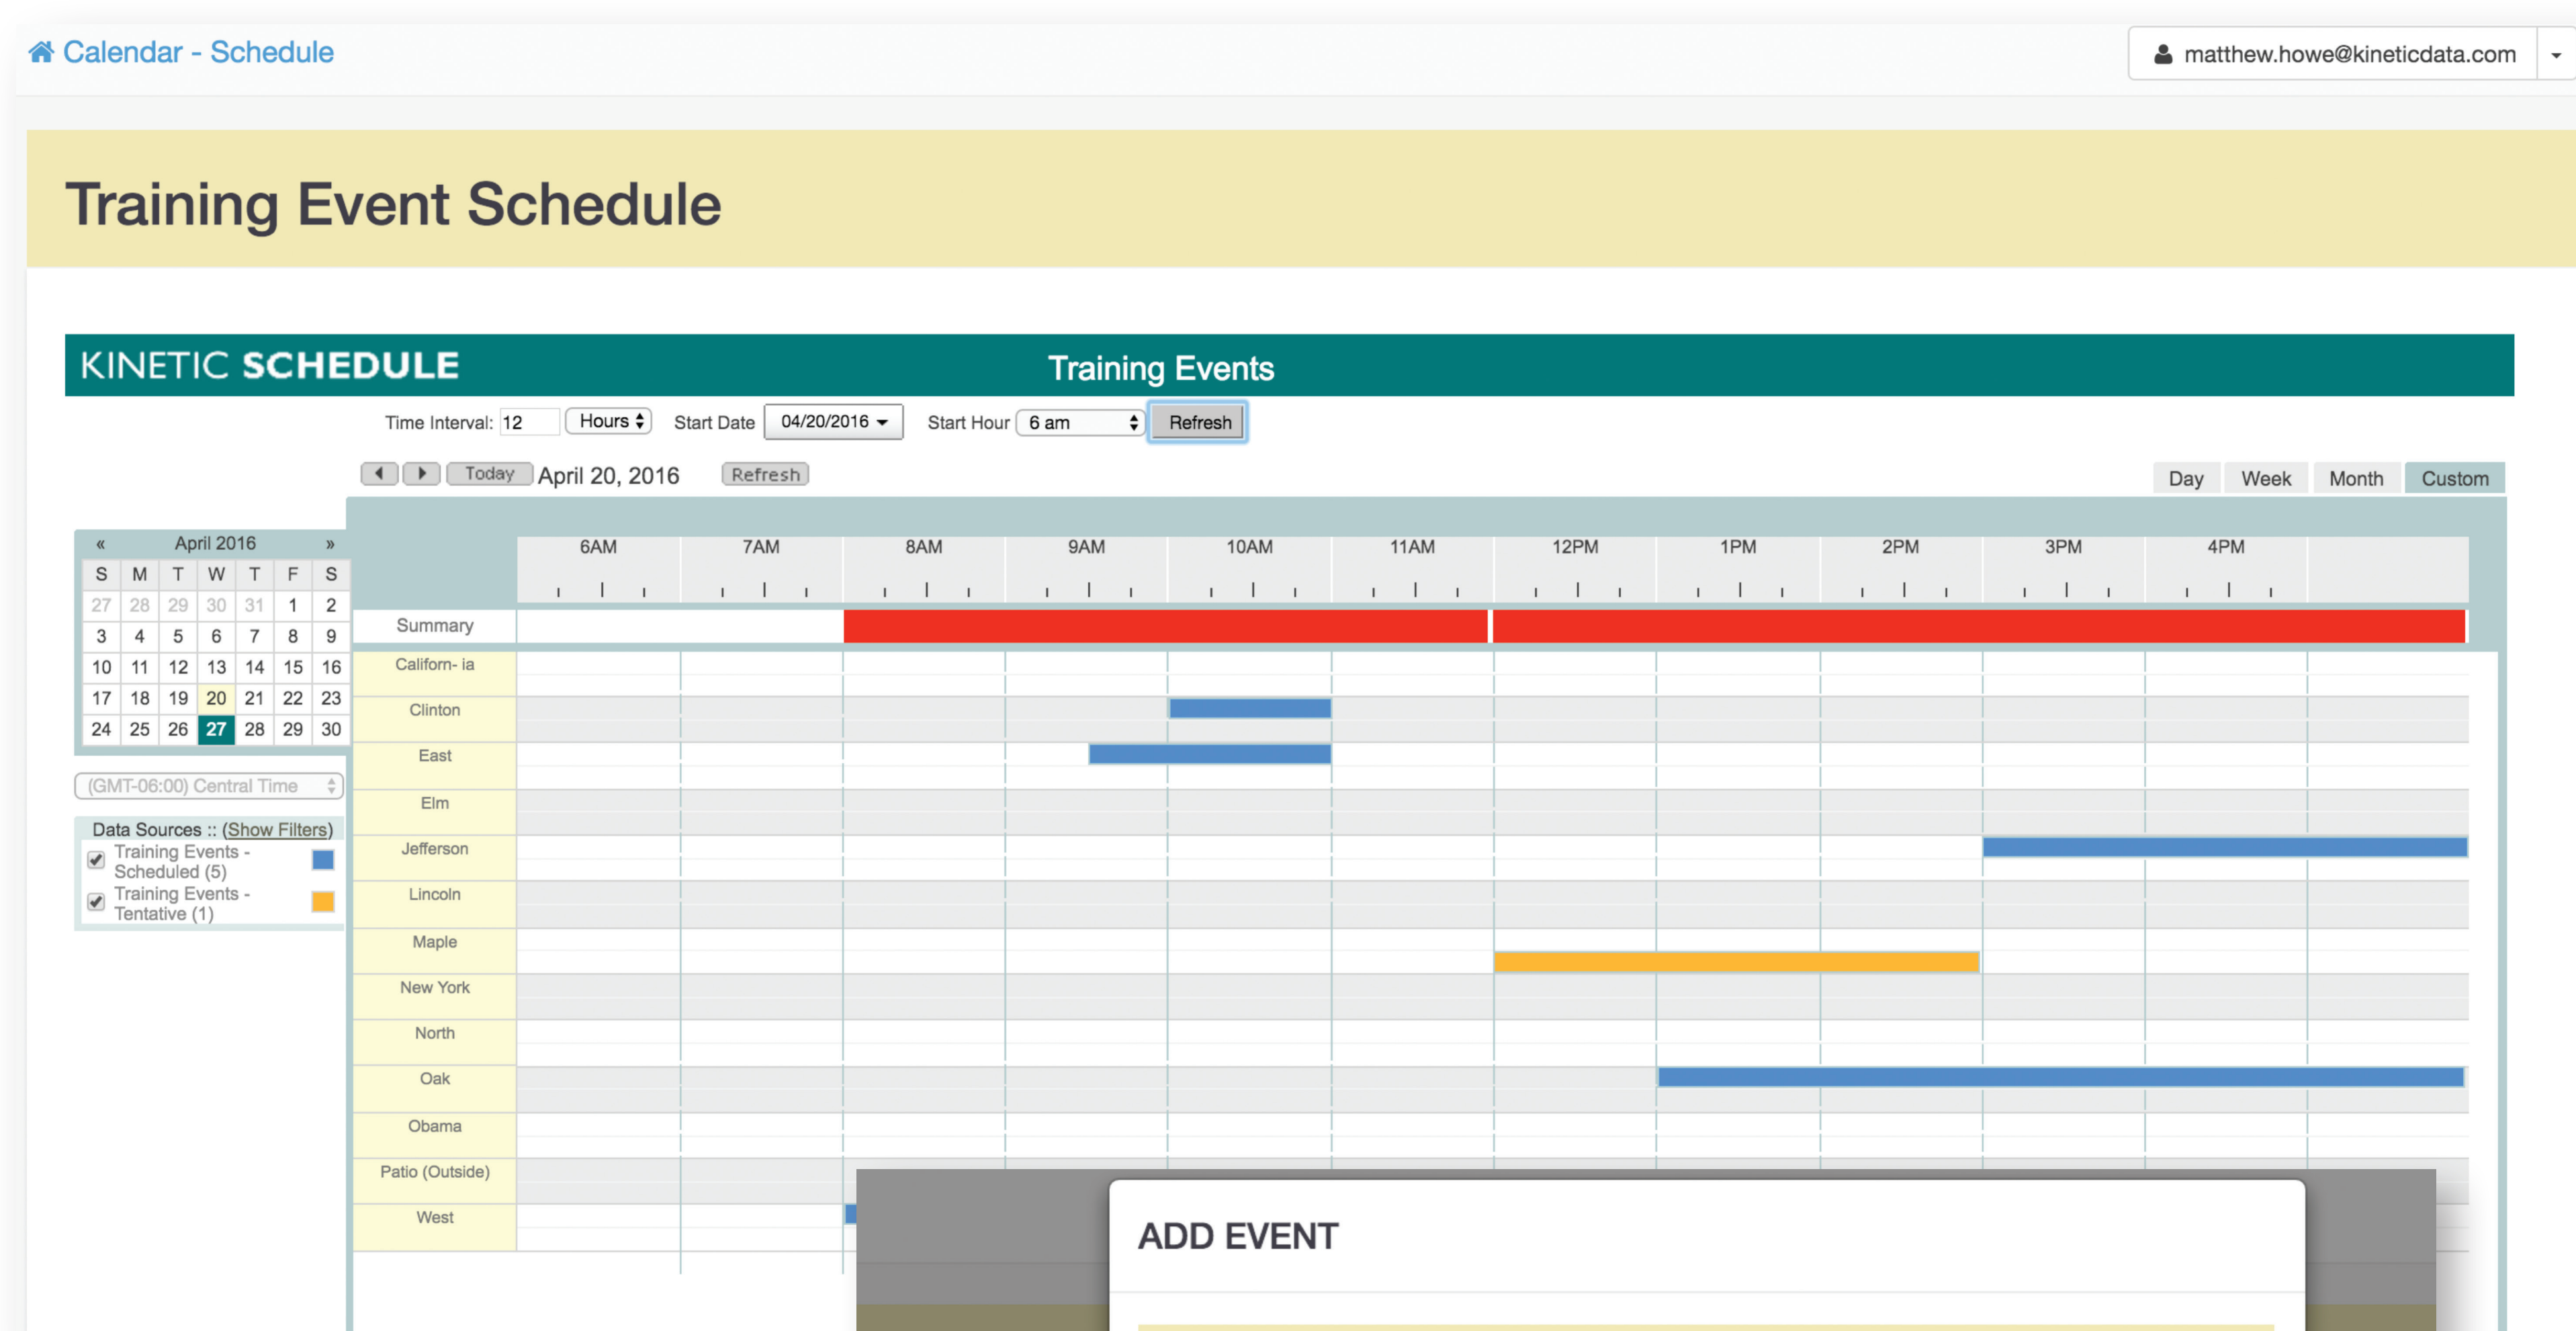 Calendar - Schedule
matthew.howe@kineticdata.com
Training Event Schedule
KINETIC SCHEDULE
Training Events
Time Interval: 12 Hours Start Date 04/20/2016 Start Hour 6 am Refresh
Today April 20, 2016 Refresh
Day Week Month Custom
« April 2016 »
S M T W T F S
27 28 29 30 31 1 2
3 4 5 6 7 8 9
10 11 12 13 14 15 16
17 18 19 20 21 22 23
24 25 26 27 28 29 30
(GMT-06:00) Central Time
Data Sources :: (Show Filters)
Training Events -
Scheduled (5)
Training Events -
Tentative (1)
6AM 7AM 8AM 9AM 10AM 11AM 12PM 1PM 2PM 3PM 4PM
Summary
Californ- ia
Clinton
East
Elm
Jefferson
Lincoln
Maple
New York
North
Oak
Obama
Patio (Outside)
West
ADD EVENT